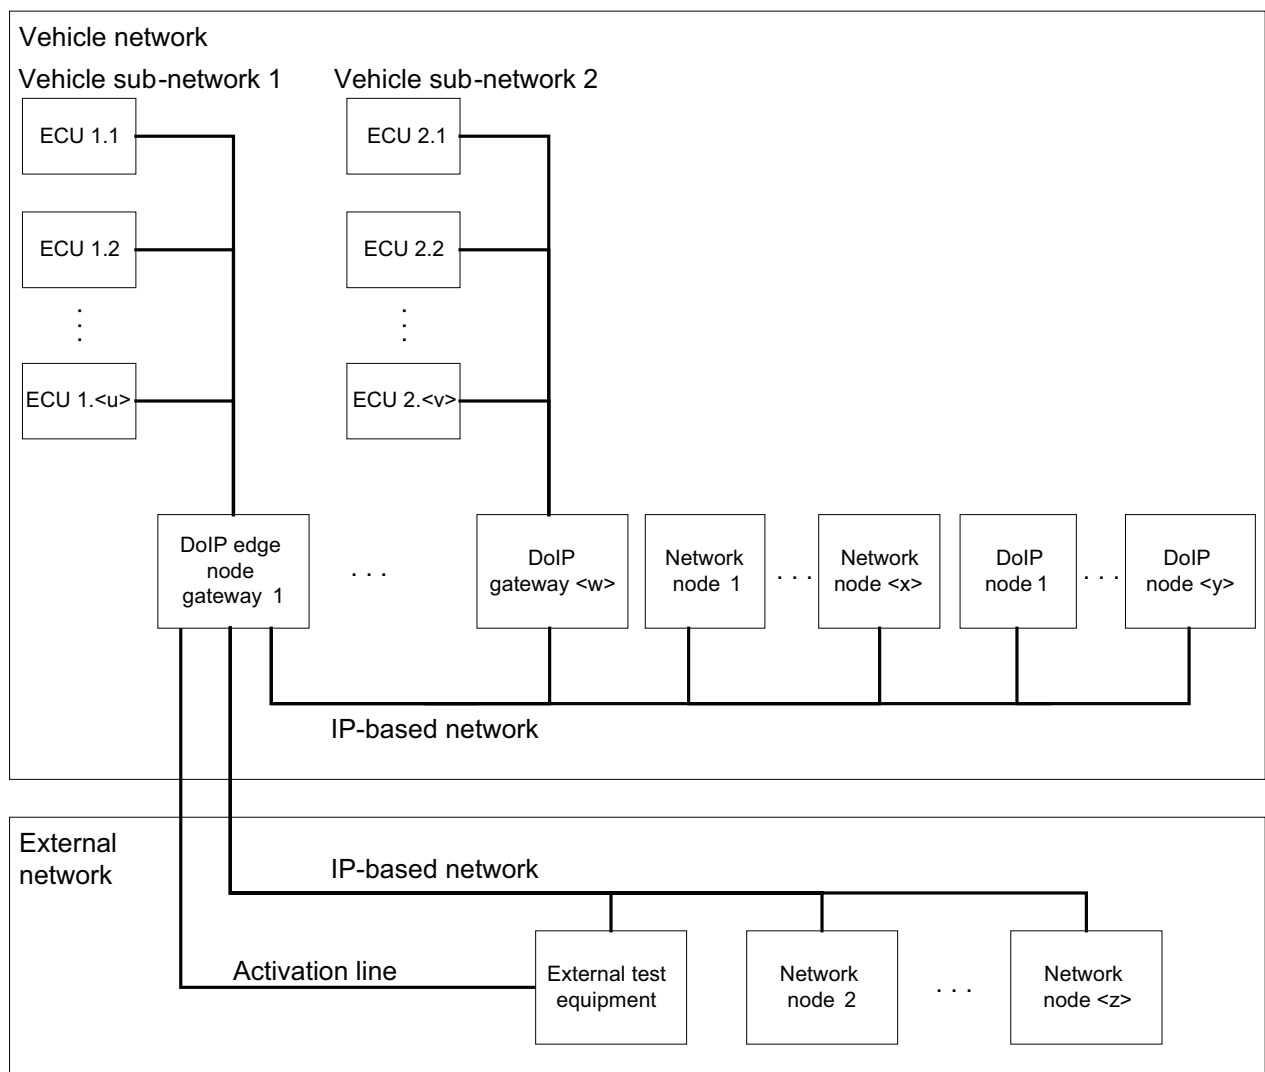 Vehicle network
Vehicle sub-network 1
Vehicle sub-network 2
ECU 1.1
ECU 2.1
ECU 1.2
ECU 2.2
. . .
. . .
ECU 1.<u>
ECU 2.<v>
DoIP edge
node
gateway 1
. . .
DoIP
gateway <w>
Network
node 1
. . .
Network
node <x>
DoIP
node 1
. . .
DoIP
node <y>
IP-based network
External
network
IP-based network
Activation line
External test
equipment
Network
node 2
. . .
Network
node <z>